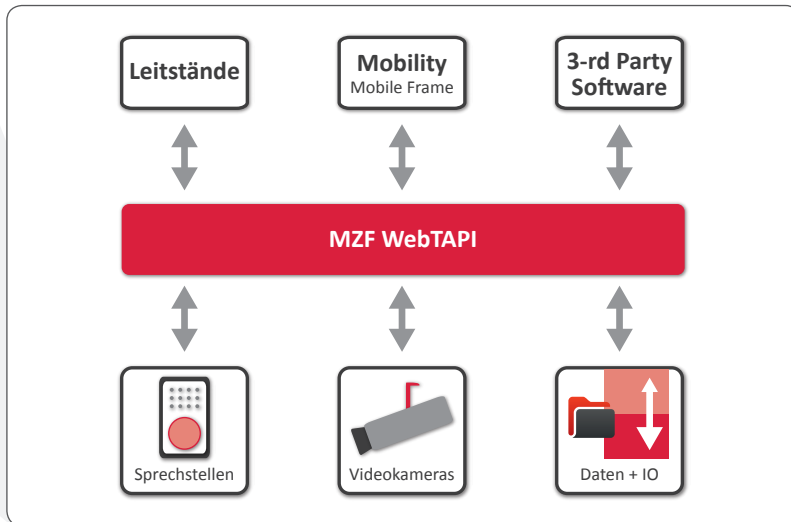 Leitstände
Mobility
Mobile Frame
3-rd Party
Software
MZF WebTAPI
Sprechstellen
Videokameras
Daten + IO